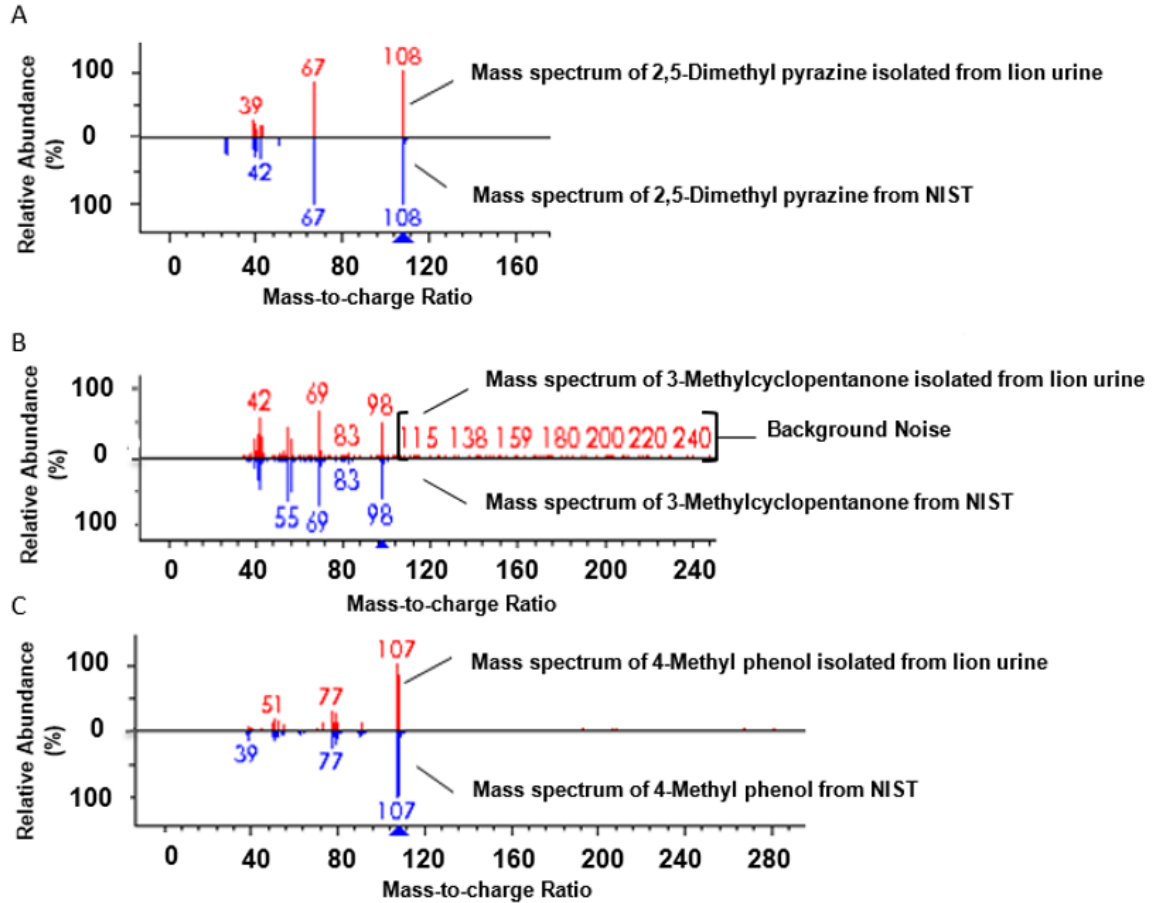 A
Relative Abundance
(%)
100
0
100
39
67
108
42
67
108
Mass spectrum of 2,5-Dimethyl pyrazine isolated from lion urine
Mass spectrum of 2,5-Dimethyl pyrazine from NIST
0 40 80 120 160
Mass-to-charge Ratio
B
Relative Abundance
(%)
100
0
100
42
69
98
83
115 138 159 180 200 220 240
83
55
69
98
Mass spectrum of 3-Methylcyclopentanone isolated from lion urine
Background Noise
Mass spectrum of 3-Methylcyclopentanone from NIST
0 40 80 120 160 200 240
Mass-to-charge Ratio
C
Relative Abundance
(%)
100
0
100
107
51
77
39
77
107
Mass spectrum of 4-Methyl phenol isolated from lion urine
Mass spectrum of 4-Methyl phenol from NIST
0 40 80 120 160 200 240 280
Mass-to-charge Ratio